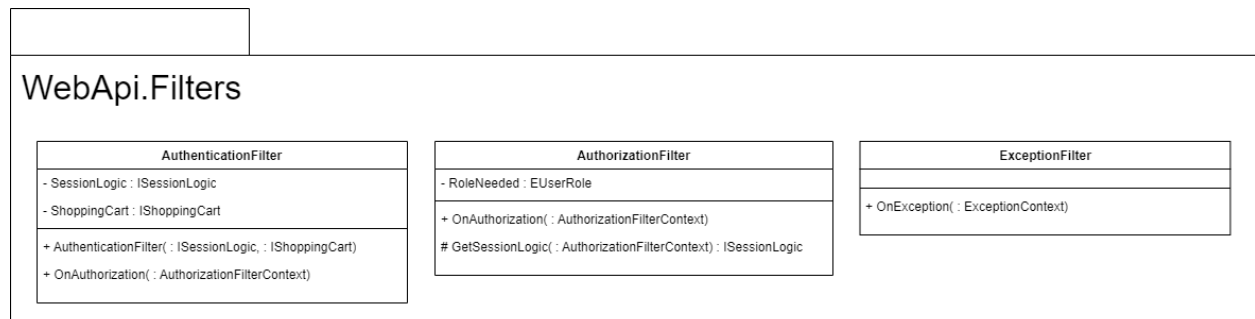 WebApi.Filters
AuthenticationFilter
- SessionLogic : ISessionLogic
- ShoppingCart : IShoppingCart
+ AuthenticationFilter( : ISessionLogic, : IShoppingCart)
+ OnAuthorization( : AuthorizationFilterContext)
AuthorizationFilter
- RoleNeeded : EUserRole
+ OnAuthorization( : AuthorizationFilterContext)
# GetSessionLogic( : AuthorizationFilterContext) : ISessionLogic
ExceptionFilter
+ OnException( : ExceptionContext)